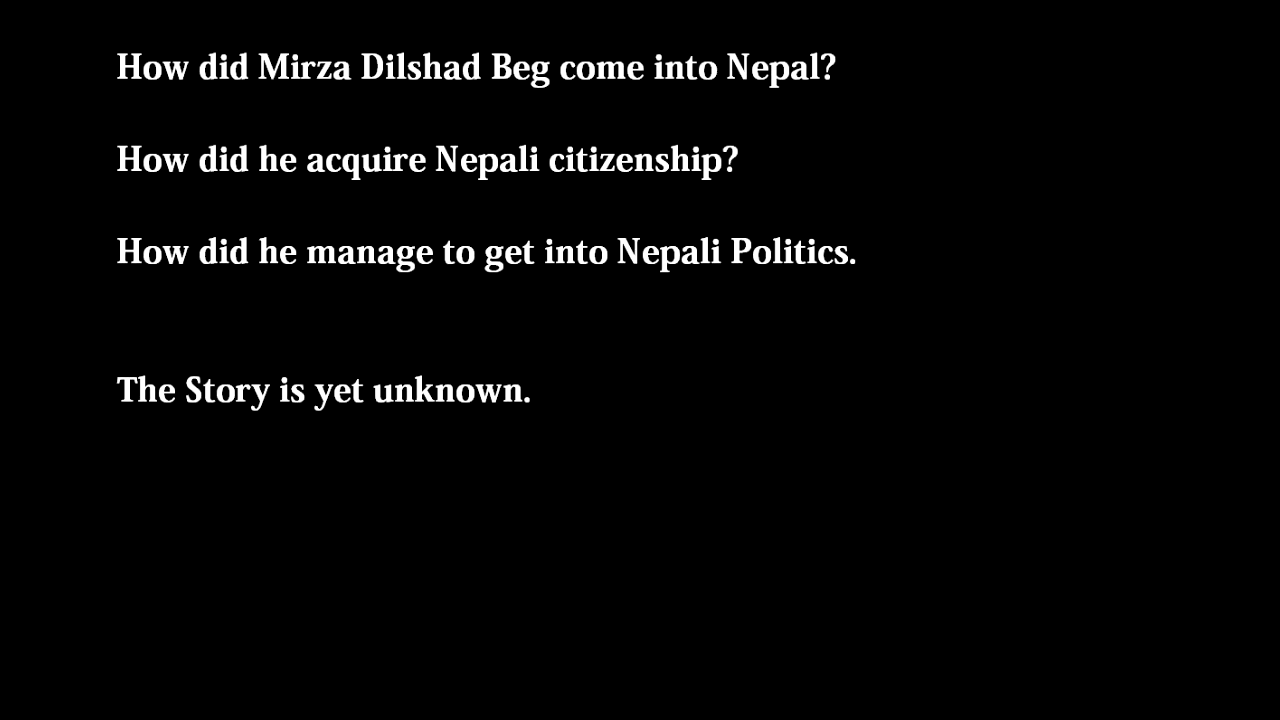 How did Mirza Dilshad Beg come into Nepal?
How did he acquire Nepali citizenship?
How did he manage to get into Nepali Politics.
The Story is yet unknown.